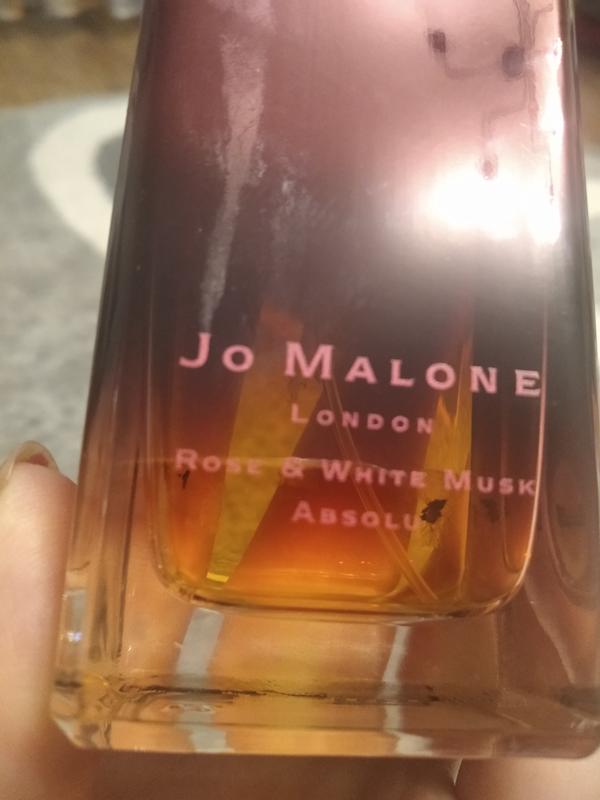 Jo Malone
London
Rose & White Musk
Absolu